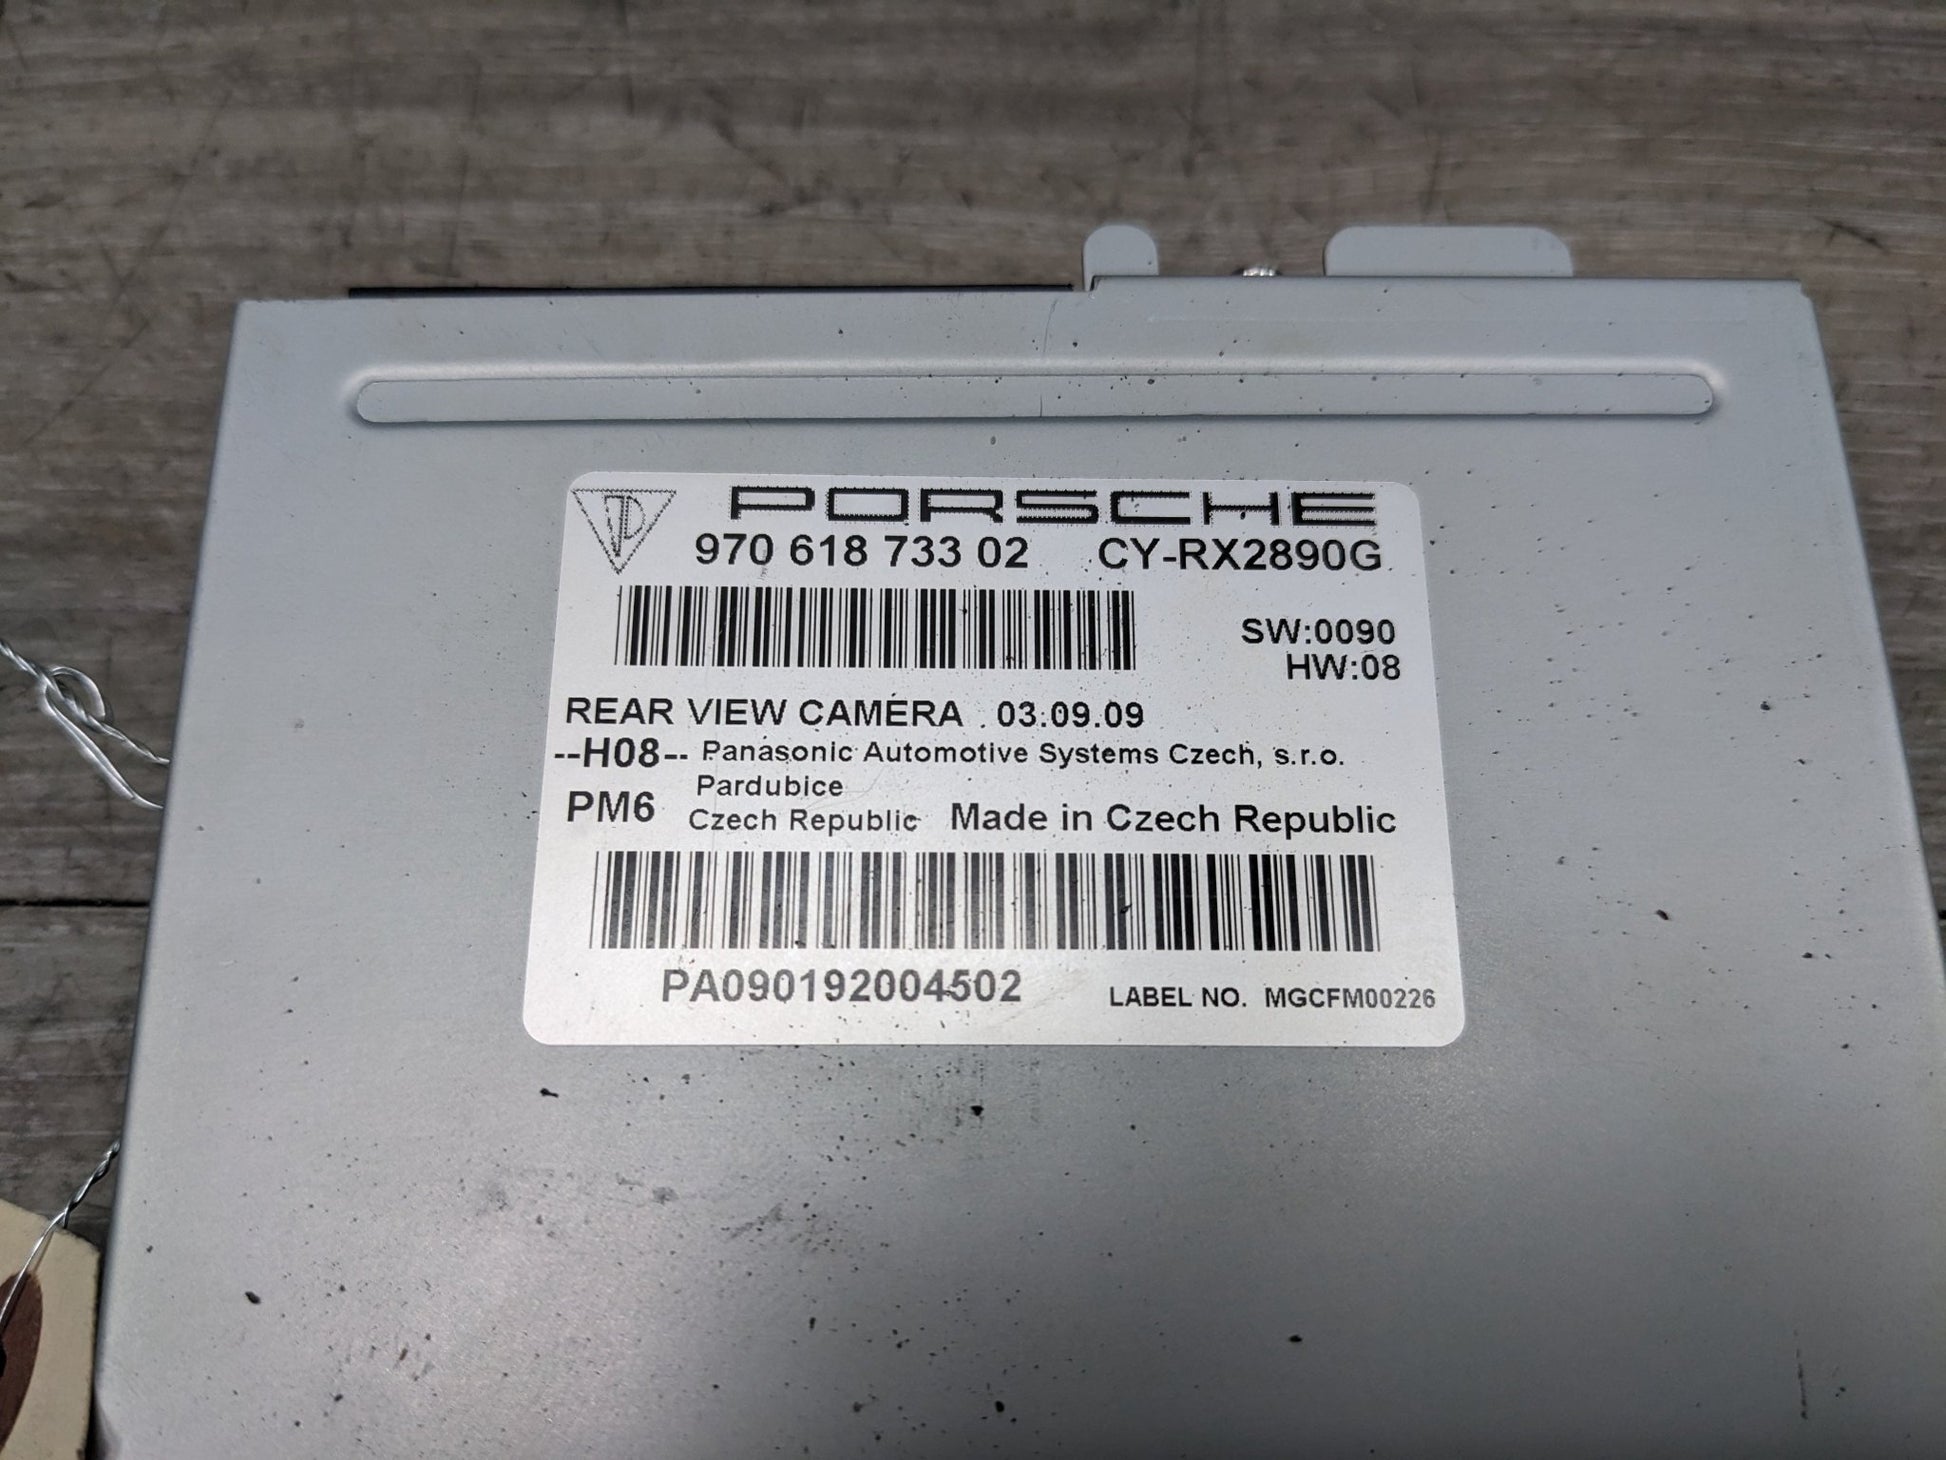 PORSCHE
970 618 733 02 CY-RX2890G
SW:0090
HW:08
REAR VIEW CAMERA 03.09.09
--H08-- Panasonic Automotive Systems Czech, s.r.o.
Pardubice
PM6 Czech Republic Made in Czech Republic
PA090192004502 LABEL NO. MGCFM00226